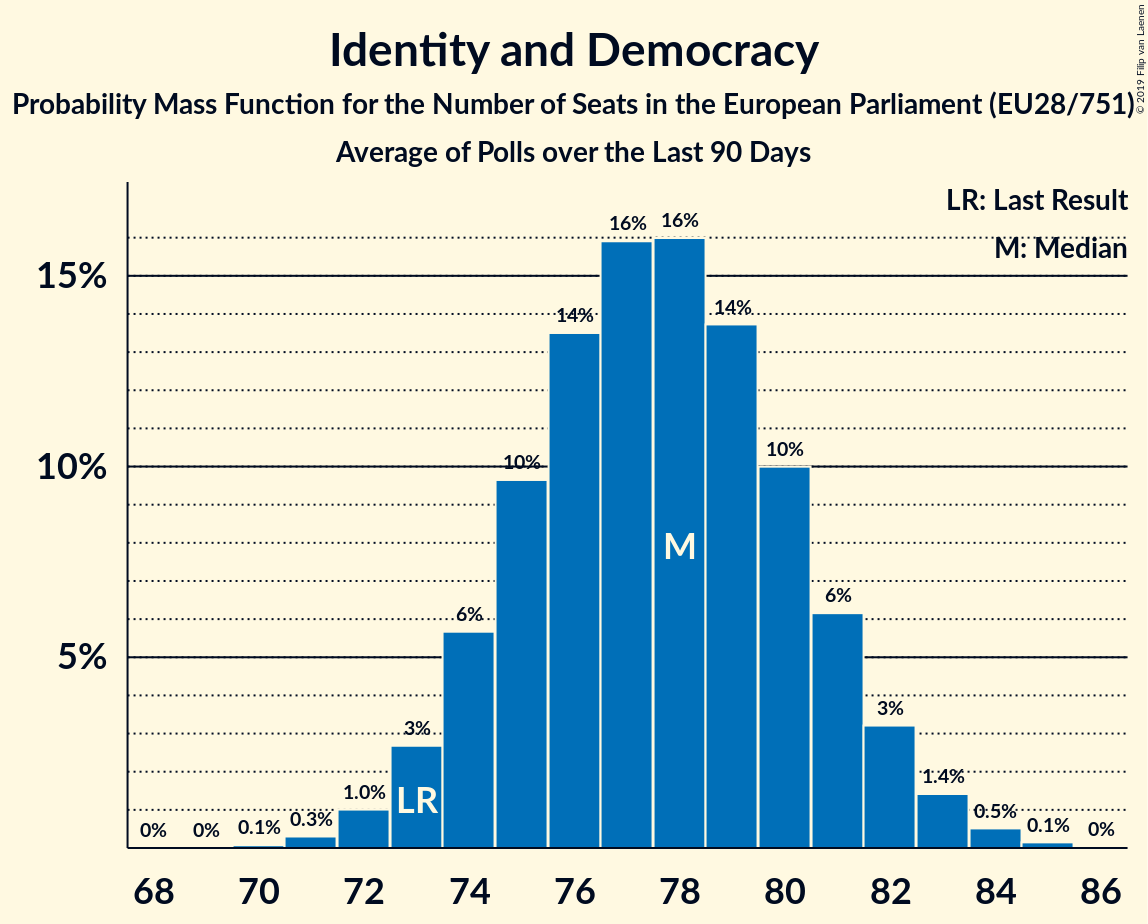 Identity and Democracy
Probability Mass Function for the Number of Seats in the European Parliament (EU28/751)
Average of Polls over the Last 90 Days
© 2019 Filip van Laenen
LR: Last Result
M: Median
15%
10%
5%
0% 0% 0.1% 0.3% 1.0% 3% 6% 10% 14% 16% 16% 14% 10% 6% 3% 1.4% 0.5% 0.1% 0%
M
LR
68 70 72 74 76 78 80 82 84 86